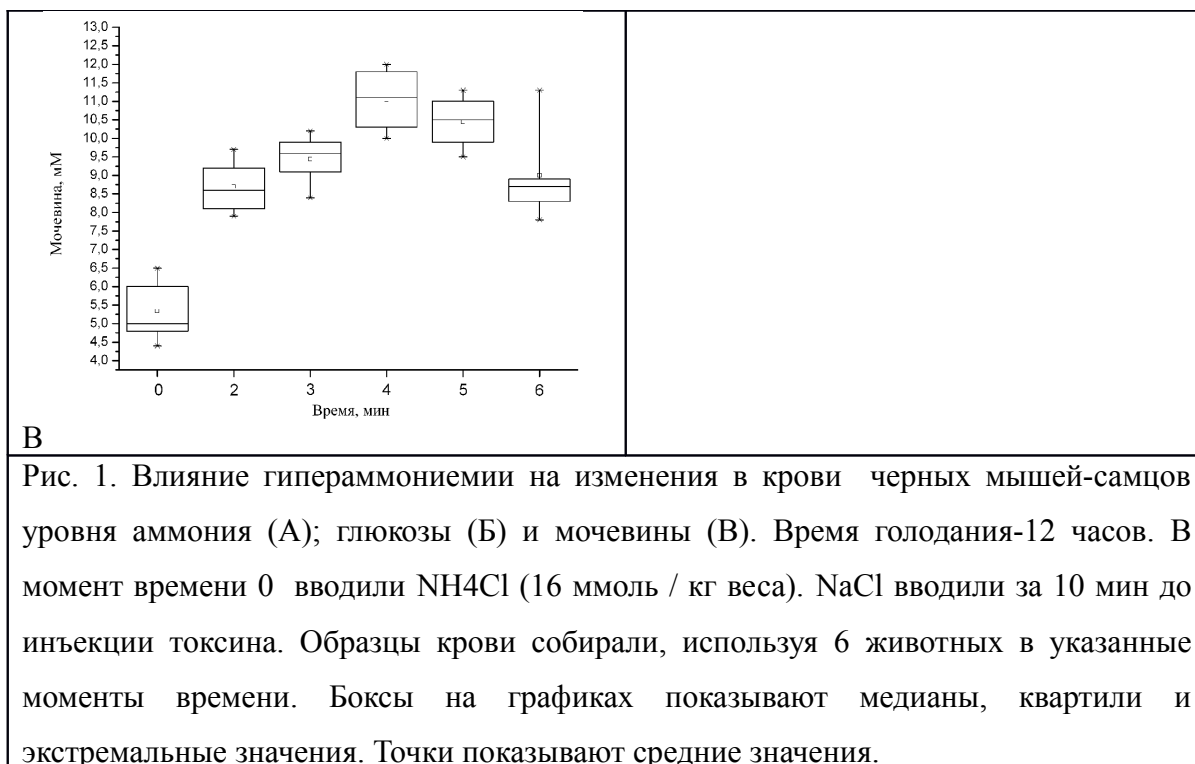 13,0
12,5
12,0
11,5
11,0
10,5
10,0
9,5
9,0
8,5
8,0
7,5
7,0
6,5
6,0
5,5
5,0
4,5
4,0
Мочевина, мМ
0 2 3 4 5 6
Время, мин
В
Рис. 1. Влияние гипераммониемии на изменения в крови черных мышей-самцов
уровня аммония (А); глюкозы (Б) и мочевины (В). Время голодания-12 часов. В
момент времени 0 вводили NH4Cl (16 ммоль / кг веса). NaCl вводили за 10 мин до
инъекции токсина. Образцы крови собирали, используя 6 животных в указанные
моменты времени. Боксы на графиках показывают медианы, квартили и
экстремальные значения. Точки показывают средние значения.